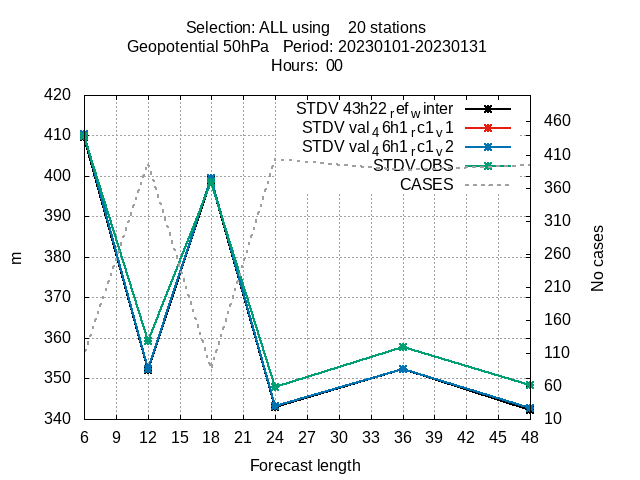 Selection: ALL using    20 stations
Geopotential 50hPa   Period: 20230101-20230131
Hours:  00
STDV 43h22_ref_winter
STDV val_46h1_rc1_v1
STDV val_46h1_rc1_v2
STDV OBS
CASES
420
410
400
390
380
370
360
350
340
m
460
410
360
310
260
210
160
110
60
10
No cases
6 9 12 15 18 21 24 27 30 33 36 39 42 45 48
Forecast length